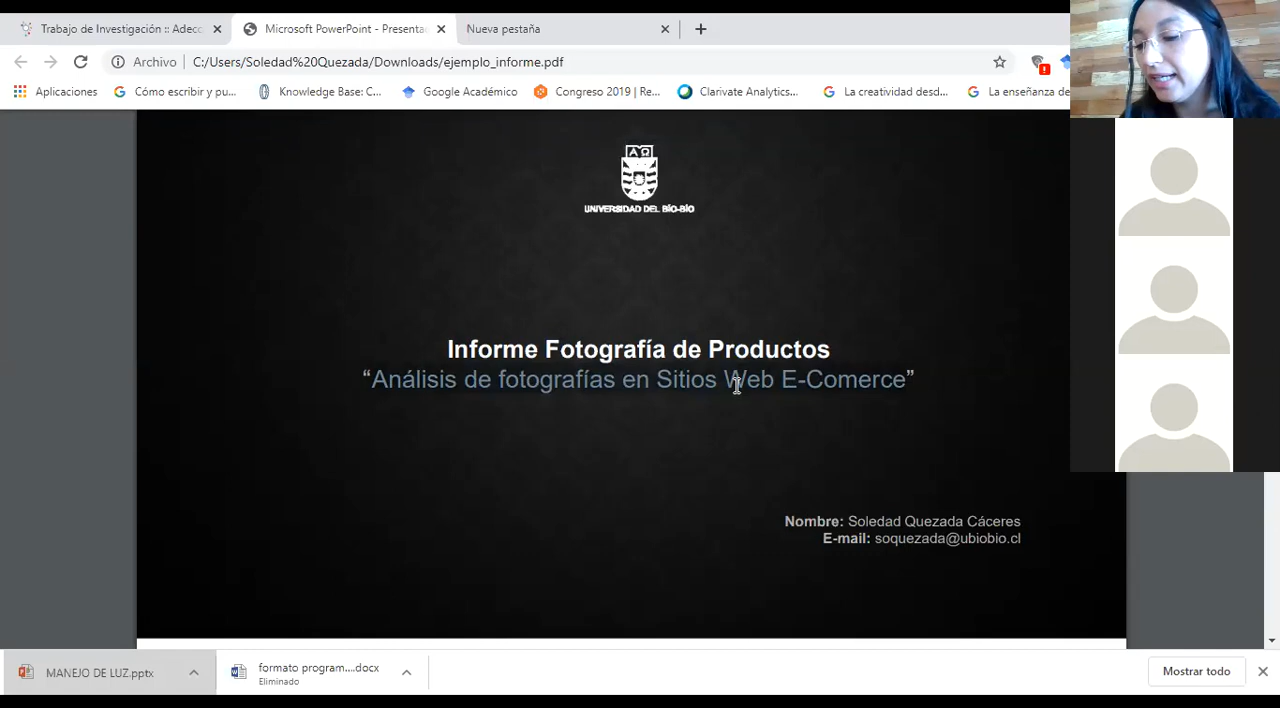 Trabajo de Investigación :: Adecc
Microsoft PowerPoint - Presenta
Nueva pestaña
Archivo
C:/Users/Soledad%20Quezada/Downloads/ejemplo_informe.pdf
Aplicaciones
Cómo escribir y pu...
Knowledge Base: C...
Google Académico
Congreso 2019 | Re...
Clarivate Analytics...
La creatividad desd...
La enseñanza de
UNIVERSIDAD DEL BÍO-BÍO
Informe Fotografía de Productos
“Análisis de fotografías en Sitios Web E-Comerce”
Nombre: Soledad Quezada Cáceres
E-mail: soquezada@ubiobio.cl
MANEJO DE LUZ.pptx
formato program....docx
Eliminado
Mostrar todo